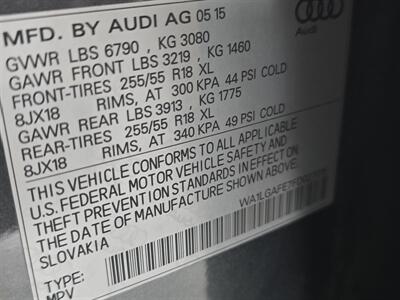 MFD. BY AUDI AG 05 15
GVWR LBS 6790 , KG 3080
GAWR FRONT LBS 3219 , KG 1460
FRONT-TIRES 255/55 R18 XL
8JX18 RIMS, AT 300 KPA 44 PSI COLD
GAWR REAR LBS 3913 , KG 1775
REAR-TIRES 255/55 R18 XL
8JX18 RIMS, AT 340 KPA 49 PSI COLD
THIS VEHICLE CONFORMS TO ALL APPLICABLE
U.S. FEDERAL MOTOR VEHICLE SAFETY AND
THEFT PREVENTION STANDARDS IN EFFECT ON
THE DATE OF MANUFACTURE SHOWN ABOVE.
SLOVAKIA
TYPE:
MPV
Audi